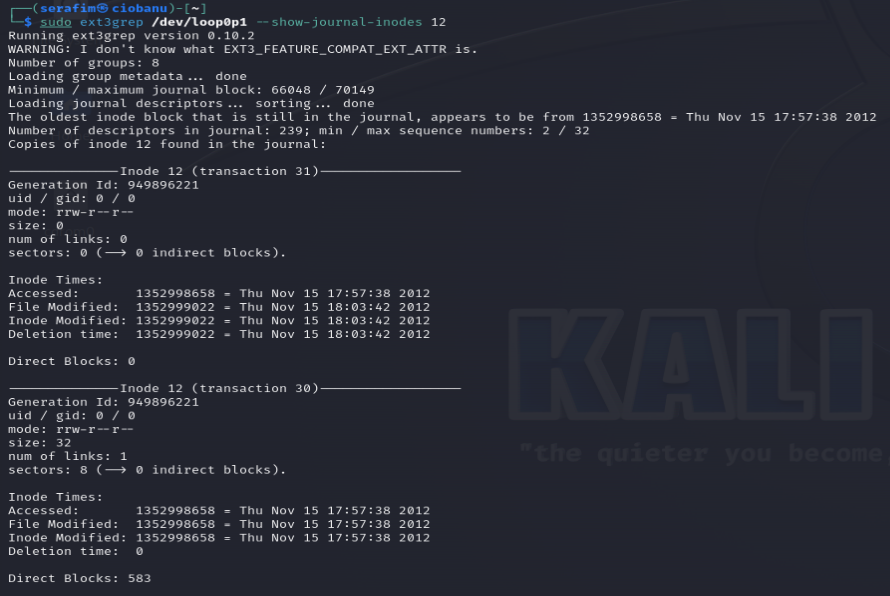 ┌──(serafim㉿ciobanu)-[~]
└─$ sudo ext3grep /dev/loop0p1 --show-journal-inodes 12
Running ext3grep version 0.10.2
WARNING: I don't know what EXT3_FEATURE_COMPAT_EXT_ATTR is.
Number of groups: 8
Loading group metadata... done
Minimum / maximum journal block: 66048 / 70149
Loading journal descriptors... sorting... done
The oldest inode block that is still in the journal, appears to be from 1352998658 = Thu Nov 15 17:57:38 2012
Number of descriptors in journal: 239; min / max sequence numbers: 2 / 32
Copies of inode 12 found in the journal:

--------------Inode 12 (transaction 31)------------------
Generation Id: 949896221
uid / gid: 0 / 0
mode: rrw-r--r--
size: 0
num of links: 0
sectors: 0 (--> 0 indirect blocks).

Inode Times:
Accessed:       1352998658 = Thu Nov 15 17:57:38 2012
File Modified:  1352999022 = Thu Nov 15 18:03:42 2012
Inode Modified: 1352999022 = Thu Nov 15 18:03:42 2012
Deletion time:  1352999022 = Thu Nov 15 18:03:42 2012

Direct Blocks: 0

--------------Inode 12 (transaction 30)------------------
Generation Id: 949896221
uid / gid: 0 / 0
mode: rrw-r--r--
size: 32
num of links: 1
sectors: 8 (--> 0 indirect blocks).

Inode Times:
Accessed:       1352998658 = Thu Nov 15 17:57:38 2012
File Modified:  1352998658 = Thu Nov 15 17:57:38 2012
Inode Modified: 1352998658 = Thu Nov 15 17:57:38 2012
Deletion time:  0

Direct Blocks: 583
KALI
"the quieter you become